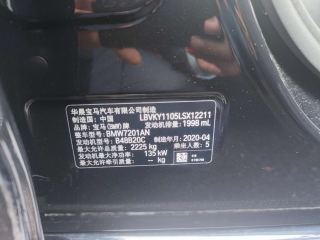 华晨宝马汽车有限公司制造
制造国：中国 LBVKY1105LSX12211
品牌：宝马(BMW)牌 发动机排量：1998 mL
整车型号：BMW7201AN
发动机型号：B48B20C 制造年月：2020-04
最大允许总质量：2225 kg 乘坐人数：5
发动机最大净功率：135 kW
— kg